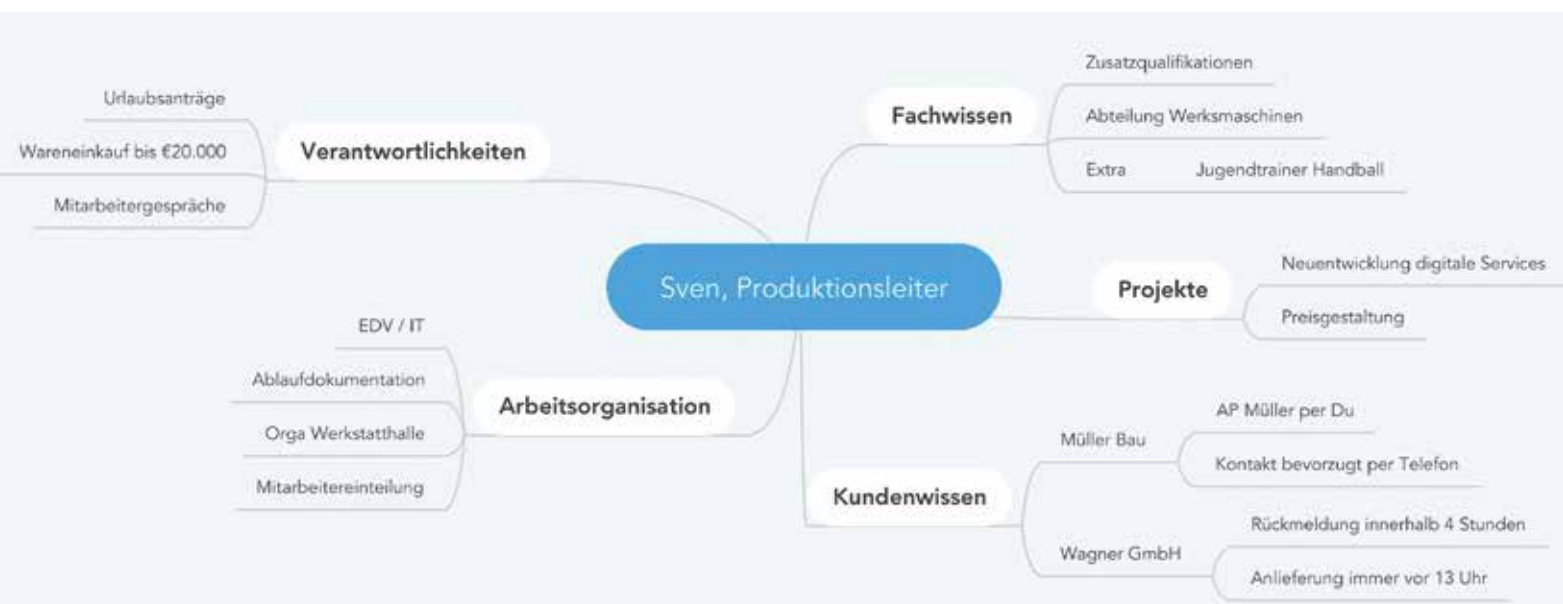 Sven, Produktionsleiter
Verantwortlichkeiten
Urlaubsanträge
Wareneinkauf bis €20.000
Mitarbeitergespräche
Arbeitsorganisation
EDV / IT
Ablaufdokumentation
Orga Werkstatthalle
Mitarbeitereinteilung
Fachwissen
Zusatzqualifikationen
Abteilung Werksmaschinen
Extra Jugendtrainer Handball
Projekte
Neuentwicklung digitale Services
Preisgestaltung
Kundenwissen
Müller Bau
AP Müller per Du
Kontakt bevorzugt per Telefon
Wagner GmbH
Rückmeldung innerhalb 4 Stunden
Anlieferung immer vor 13 Uhr